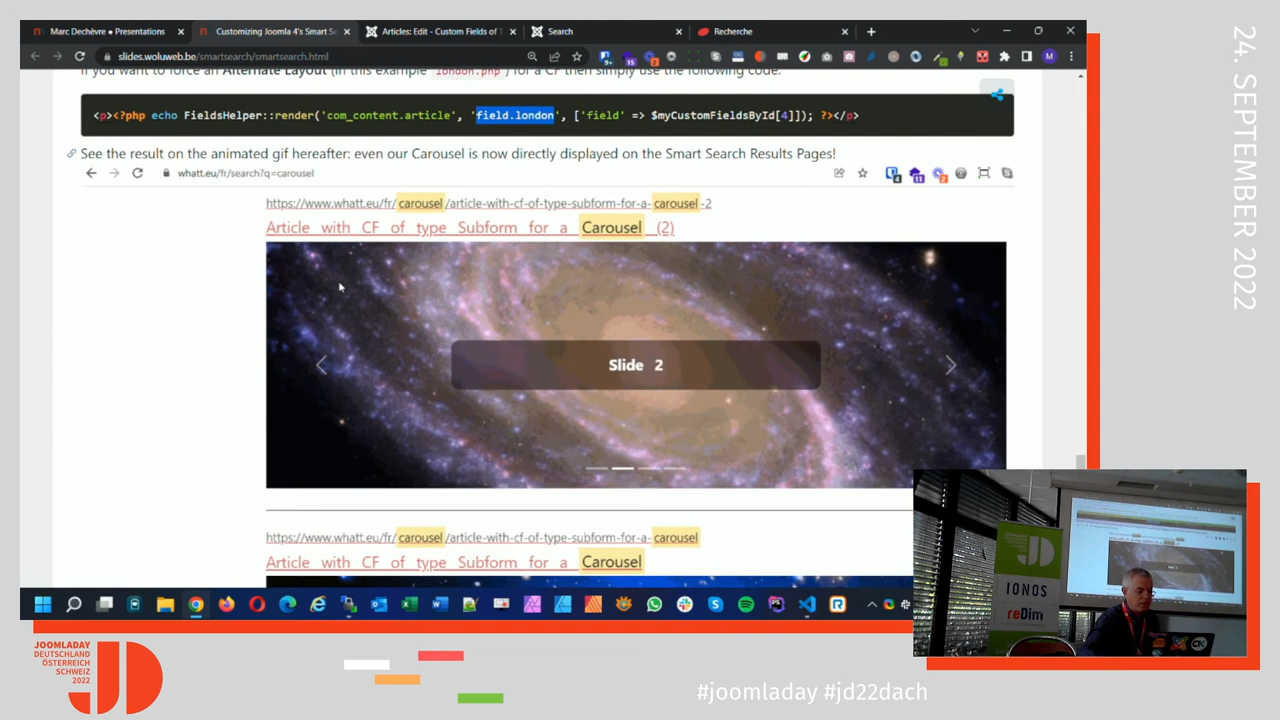 Marc Dechèvre • Presentations
Customizing Joomla 4's Smart S
Articles: Edit - Custom Fields of T
Search
Recherche
slides.woluweb.be/smartsearch/smartsearch.html
If you want to force an Alternate Layout (in this example london.php ) for a CF then simply use the following code:
<p><?php echo FieldsHelper::render('com_content.article', 'field.london', ['field' => $myCustomFieldsById[4]]); ?></p>
See the result on the animated gif hereafter: even our Carousel is now directly displayed on the Smart Search Results Pages!
whatt.eu/fr/search?q=carousel
https://www.whatt.eu/fr/carousel/article-with-cf-of-type-subform-for-a-carousel-2
Article with CF of type Subform for a Carousel (2)
Slide 2
https://www.whatt.eu/fr/carousel/article-with-cf-of-type-subform-for-a-carousel
Article with CF of type Subform for a Carousel
24. SEPTEMBER 2022
JD
IONOS
reDim
JOOMLADAY
DEUTSCHLAND
ÖSTERREICH
SCHWEIZ
2022
JD
#joomladay #jd22dach